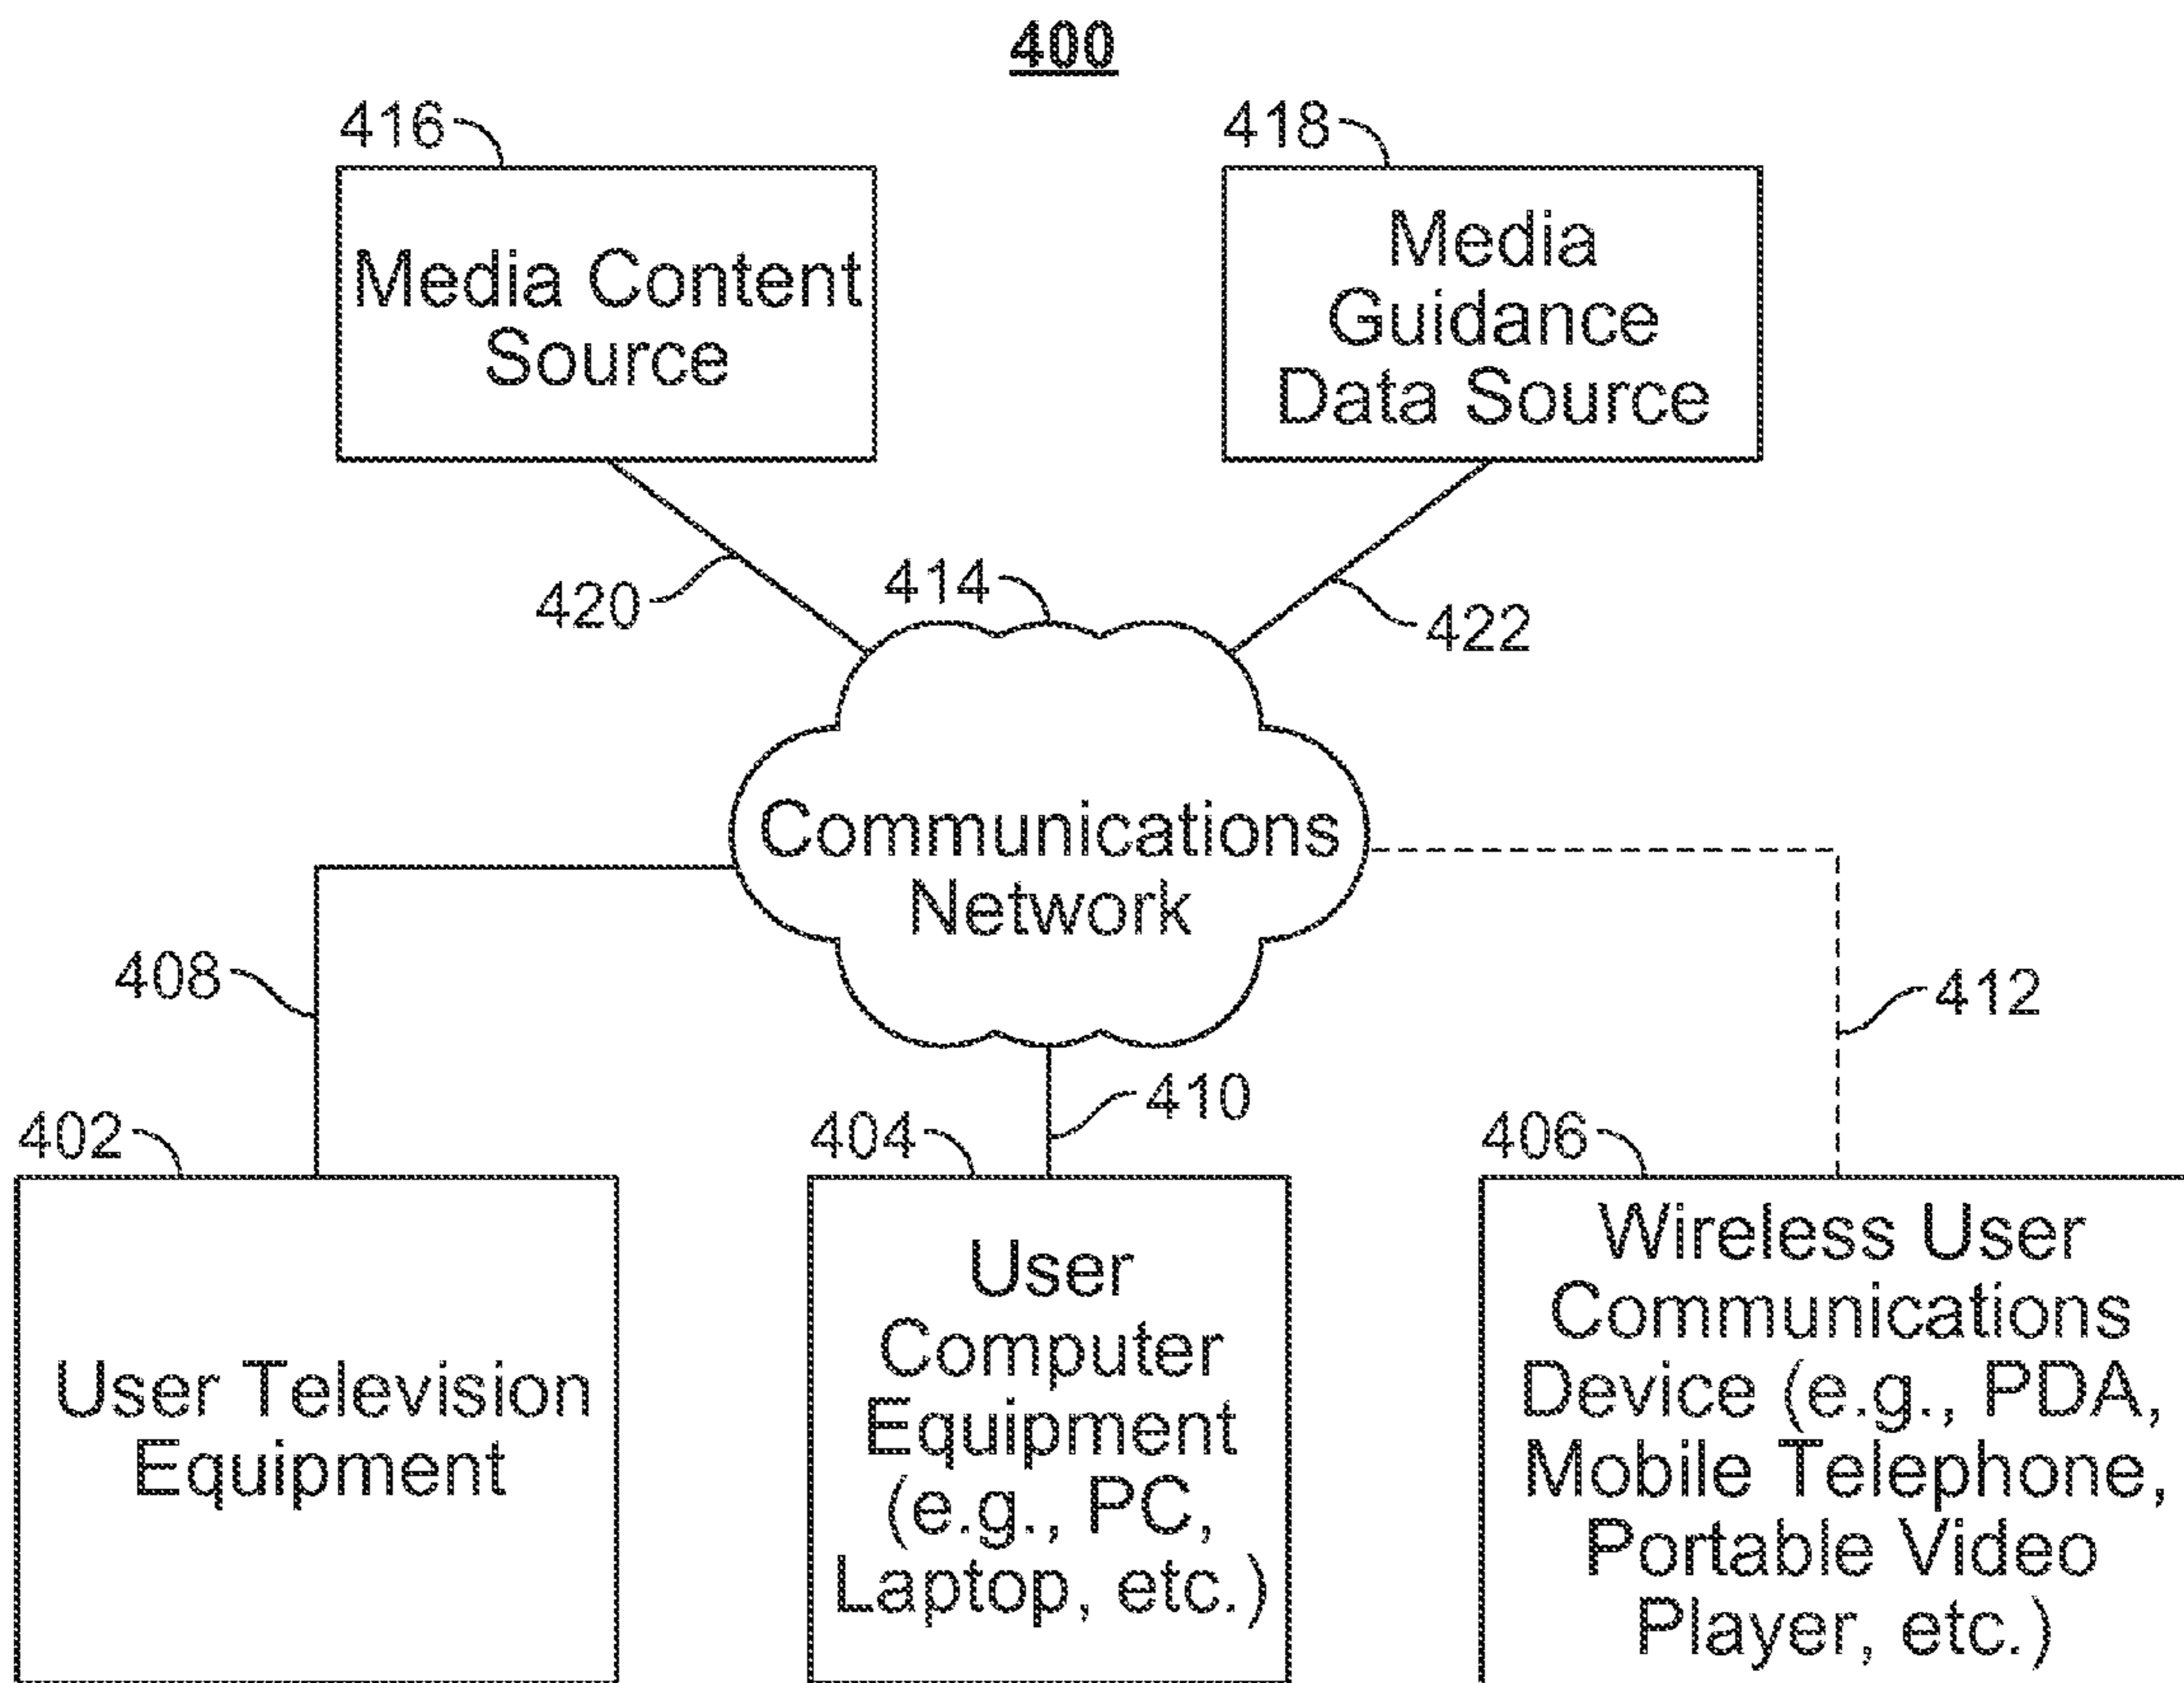 400
416
418
Media Content
Source
Media
Guidance
Data Source
420
414
422
Communications
Network
408
412
410
402
404
406
User Television
Equipment
User
Computer
Equipment
(e.g., PC,
Laptop, etc.)
Wireless User
Communications
Device (e.g., PDA,
Mobile Telephone,
Portable Video
Player, etc.)